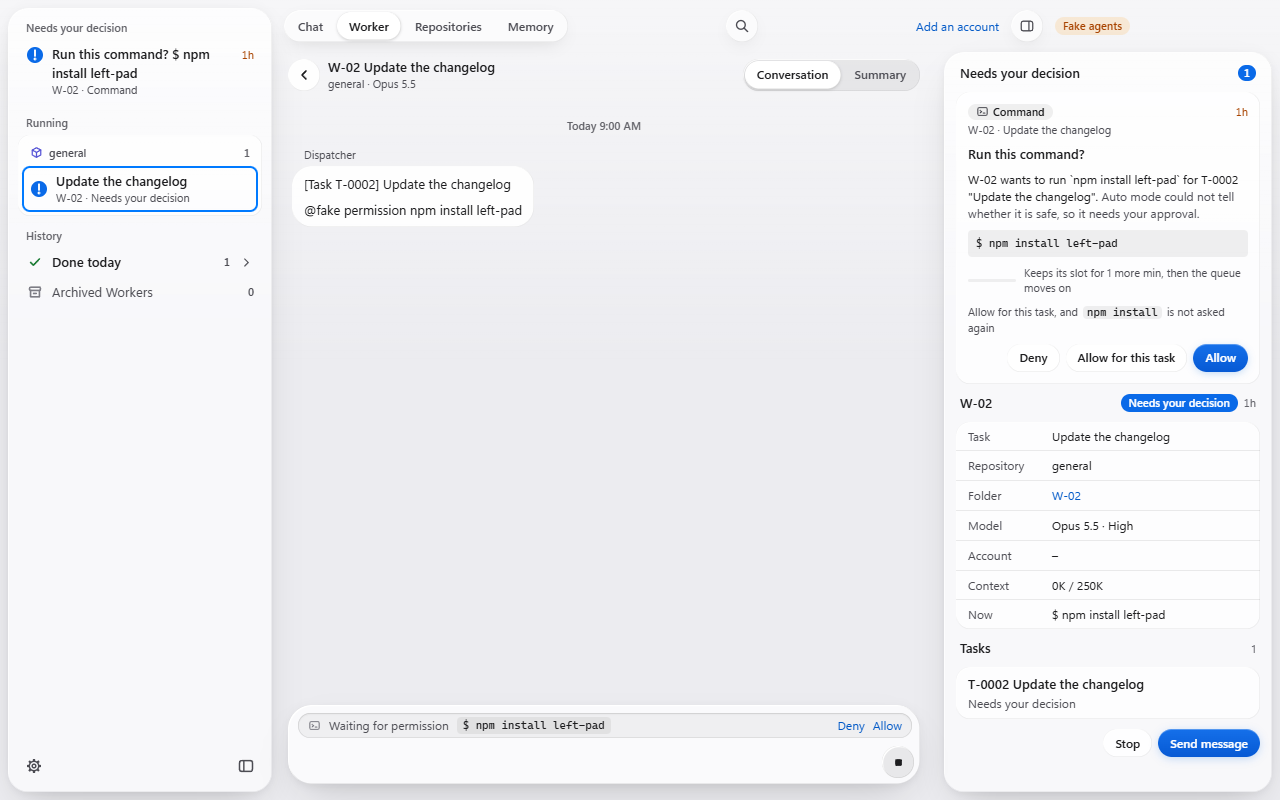 Needs your decision
Run this command? $ npm
install left-pad
1h
W-02 · Command
Running
general
1
Update the changelog
W-02 · Needs your decision
History
Done today
1
Archived Workers
0
Chat
Worker
Repositories
Memory
Add an account
Fake agents
W-02 Update the changelog
general · Opus 5.5
Conversation
Summary
Today 9:00 AM
Dispatcher
[Task T-0002] Update the changelog
@fake permission npm install left-pad
Waiting for permission
$ npm install left-pad
Deny
Allow
Needs your decision
1
Command
1h
W-02 · Update the changelog
Run this command?
W-02 wants to run `npm install left-pad` for T-0002
"Update the changelog". Auto mode could not tell
whether it is safe, so it needs your approval.
$ npm install left-pad
Keeps its slot for 1 more min, then the queue
moves on
Allow for this task, and npm install is not asked
again
Deny
Allow for this task
Allow
W-02
Needs your decision
1h
Task
Update the changelog
Repository
general
Folder
W-02
Model
Opus 5.5 · High
Account
–
Context
0K / 250K
Now
$ npm install left-pad
Tasks
1
T-0002 Update the changelog
Needs your decision
Stop
Send message